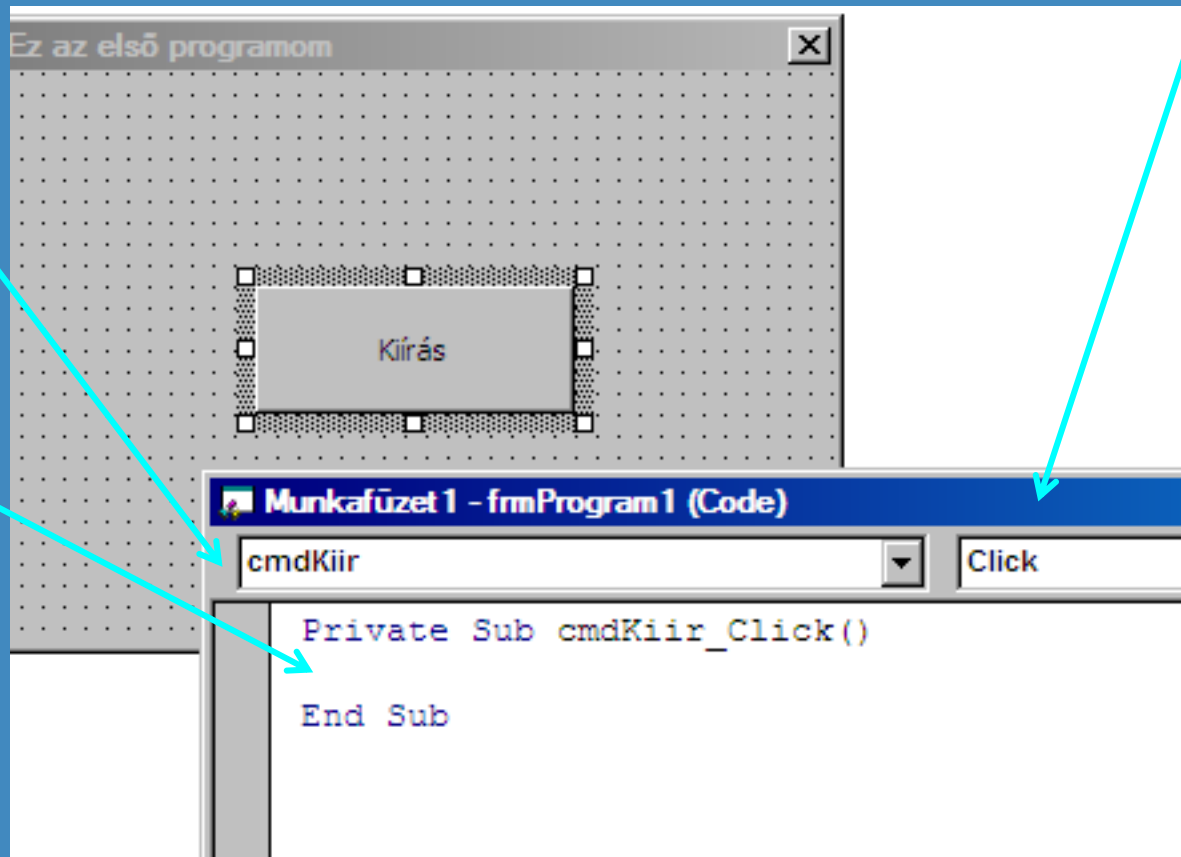 Ez az első programom
Kiírás
Munkafüzet1 - frmProgram1 (Code)
cmdKiir
Click
Private Sub cmdKiir_Click()
End Sub